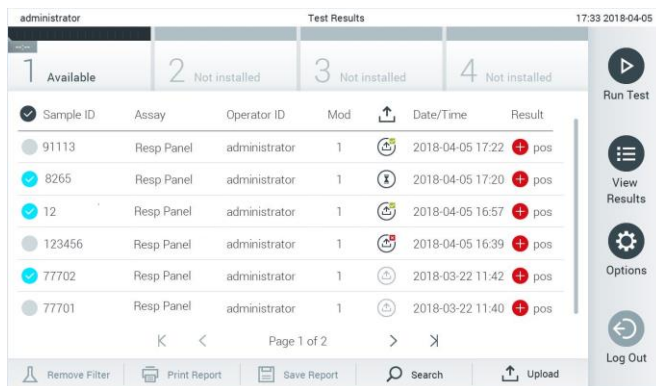 administrator Test Results 17:33 2018-04-05
1 Available 2 Not installed 3 Not installed 4 Not installed
Run Test
Sample ID Assay Operator ID Mod Date/Time Result
91113 Resp Panel administrator 1 2018-04-05 17:22 pos
8265 Resp Panel administrator 1 2018-04-05 17:20 pos
View Results
12 Resp Panel administrator 1 2018-04-05 16:57 pos
123456 Resp Panel administrator 1 2018-04-05 16:39 pos
Options
77702 Resp Panel administrator 1 2018-03-22 11:42 pos
77701 Resp Panel administrator 1 2018-03-22 11:40 pos
Page 1 of 2
Log Out
Remove Filter Print Report Save Report Search Upload